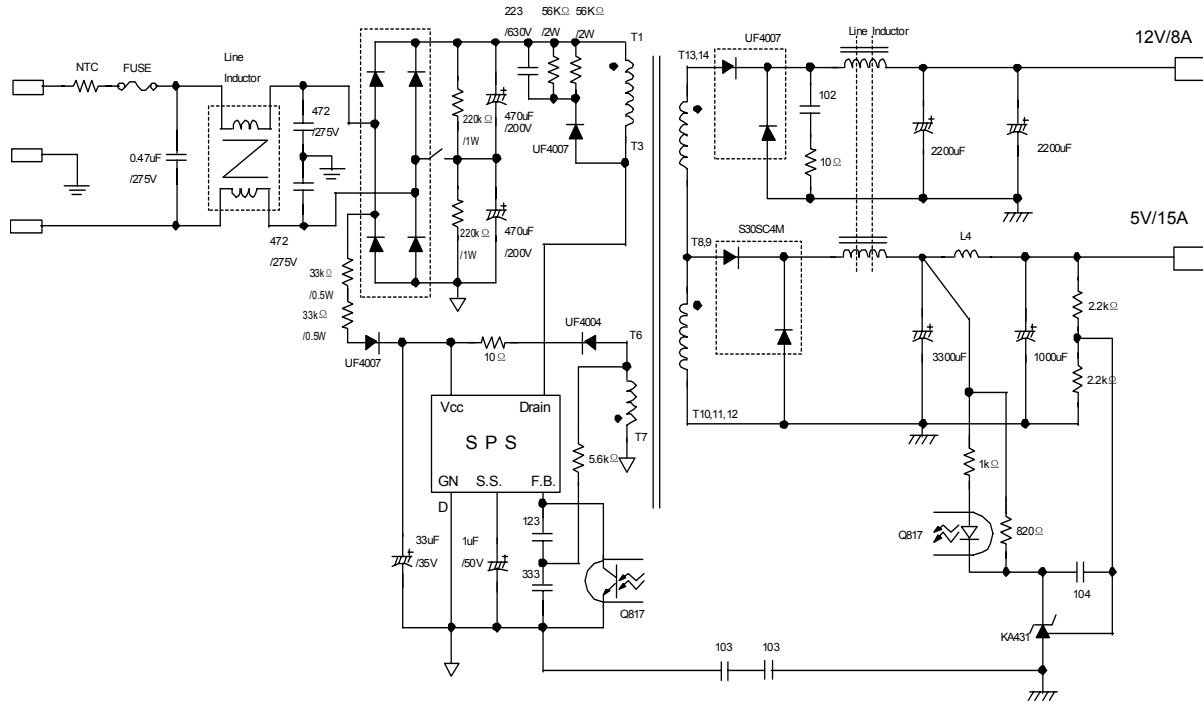 223
/630V
56KΩ
/2W
56KΩ
/2W
T1
UF4007
T13,14
Line Inductor
12V/8A
NTC
FUSE
Line
Inductor
472
/275V
0.47uF
/275V
472
/275V
220kΩ
/1W
470uF
/200V
UF4007
T3
220kΩ
/1W
470uF
/200V
102
10Ω
2200uF
2200uF
5V/15A
T8,9
S30SC4M
L4
33kΩ
/0.5W
33kΩ
/0.5W
UF4007
10Ω
UF4004
T6
T7
3300uF
1000uF
2.2kΩ
2.2kΩ
T10,11,12
Vcc
Drain
SPS
GN
D
S.S.
F.B.
5.6kΩ
33uF
/35V
1uF
/50V
123
333
Q817
1kΩ
Q817
820Ω
104
KA431
103
103